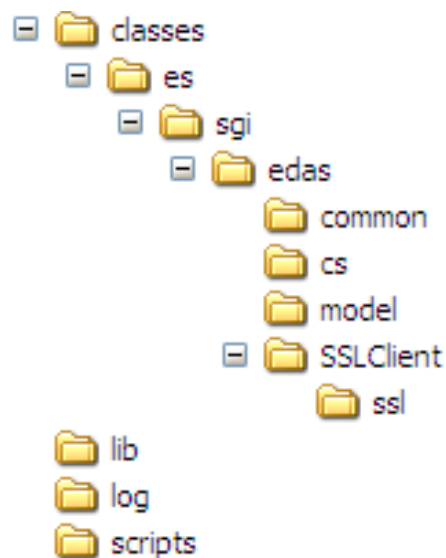 classes
es
sgi
edas
common
cs
model
SSLClient
ssl
lib
log
scripts